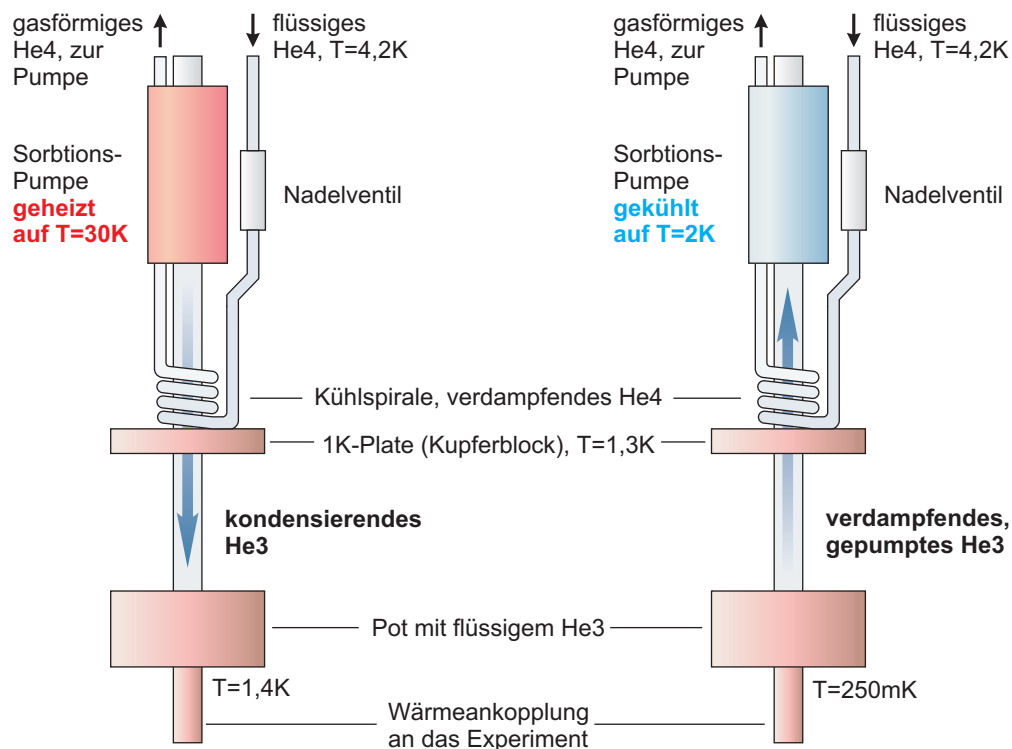 gasförmiges
He4, zur
Pumpe
flüssiges
He4, T=4,2K
Sorbtions-
Pumpe
geheizt
auf T=30K
Nadelventil
gasförmiges
He4, zur
Pumpe
flüssiges
He4, T=4,2K
Sorbtions-
Pumpe
gekühlt
auf T=2K
Nadelventil
Kühlspirale, verdampfendes He4
1K-Plate (Kupferblock), T=1,3K
kondensierendes
He3
verdampfendes,
gepumptes He3
Pot mit flüssigem He3
T=1,4K
T=250mK
Wärmeankopplung
an das Experiment